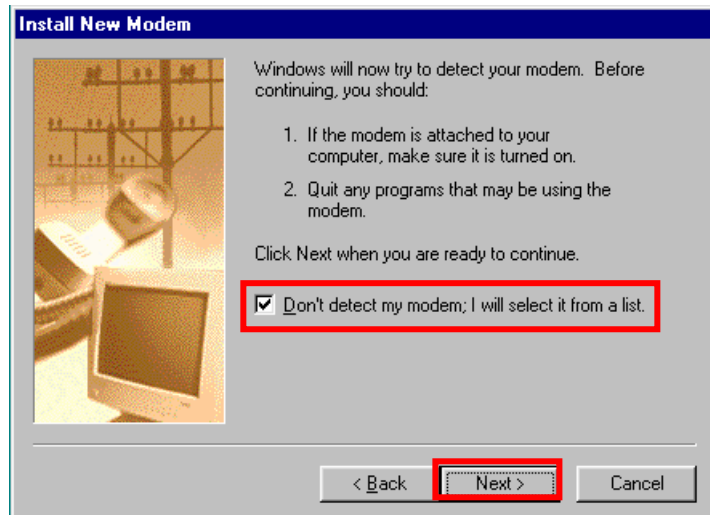 Install New Modem
Windows will now try to detect your modem.  Before
continuing, you should:
1.  If the modem is attached to your
computer, make sure it is turned on.
2.  Quit any programs that may be using the
modem.
Click Next when you are ready to continue.
Don't detect my modem; I will select it from a list.
< Back
Next >
Cancel